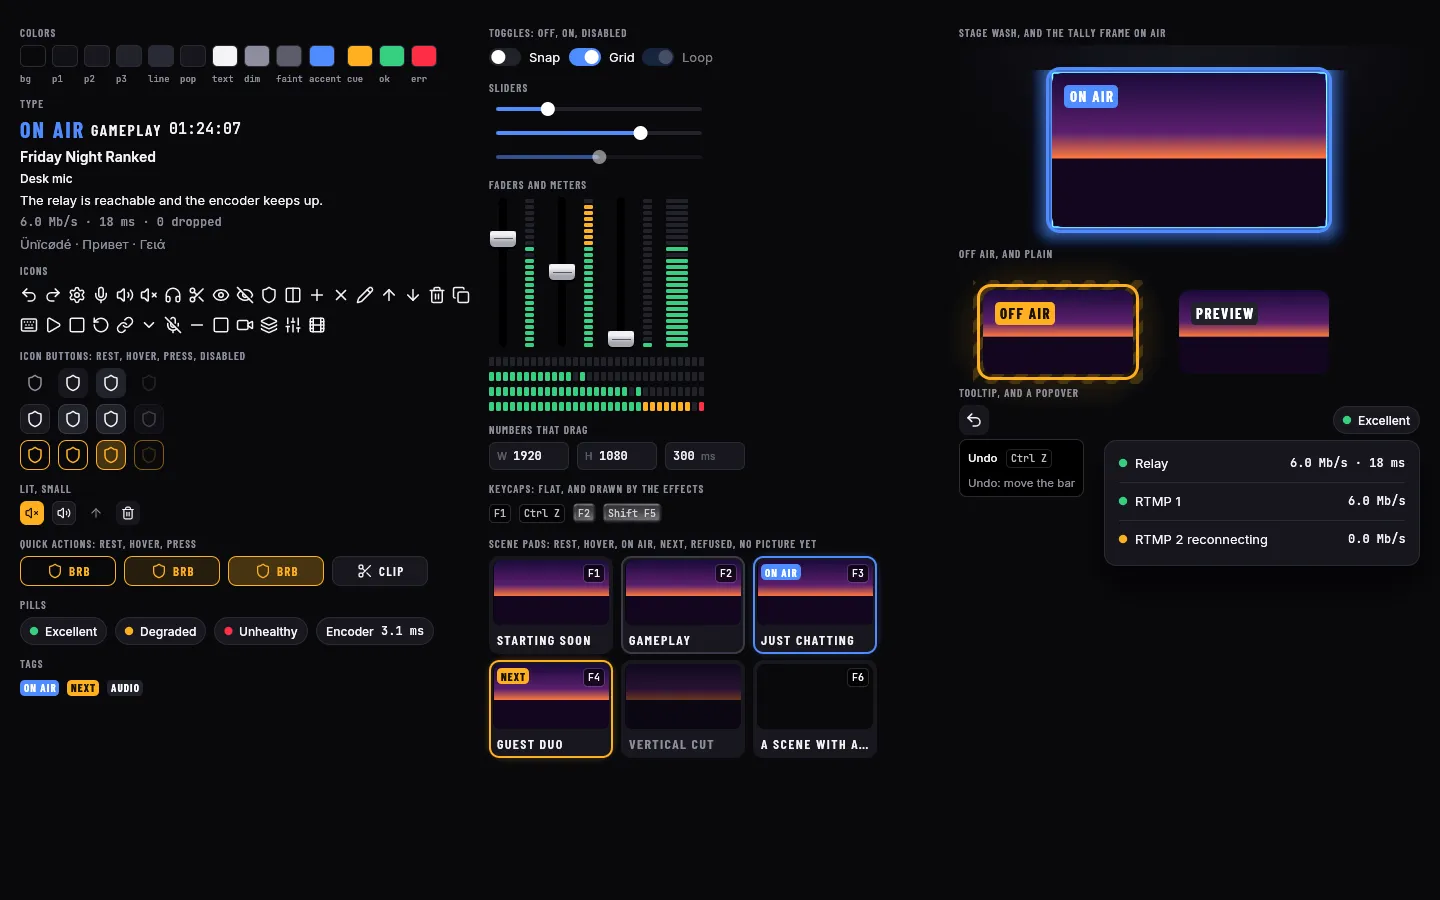 COLORS
bg p1 p2 p3 line pop text dim faint accent cue ok err
TYPE
ON AIR GAMEPLAY 01:24:07
Friday Night Ranked
Desk mic
The relay is reachable and the encoder keeps up.
6.0 Mb/s · 18 ms · 0 dropped
Ünïcødé · Привет · Γειά
ICONS
ICON BUTTONS: REST, HOVER, PRESS, DISABLED
LIT, SMALL
QUICK ACTIONS: REST, HOVER, PRESS
BRB BRB BRB CLIP
PILLS
Excellent Degraded Unhealthy Encoder 3.1 ms
TAGS
ON AIR NEXT AUDIO
TOGGLES: OFF, ON, DISABLED
Snap Grid Loop
SLIDERS
FADERS AND METERS
NUMBERS THAT DRAG
W 1920 H 1080 300 ms
KEYCAPS: FLAT, AND DRAWN BY THE EFFECTS
F1 Ctrl Z F2 Shift F5
SCENE PADS: REST, HOVER, ON AIR, NEXT, REFUSED, NO PICTURE YET
F1 F2 ON AIR F3
STARTING SOON GAMEPLAY JUST CHATTING
NEXT F4 F6
GUEST DUO VERTICAL CUT A SCENE WITH A...
STAGE WASH, AND THE TALLY FRAME ON AIR
ON AIR
OFF AIR, AND PLAIN
OFF AIR PREVIEW
TOOLTIP, AND A POPOVER
Excellent
Undo Ctrl Z
Undo: move the bar
Relay 6.0 Mb/s · 18 ms
RTMP 1 6.0 Mb/s
RTMP 2 reconnecting 0.0 Mb/s